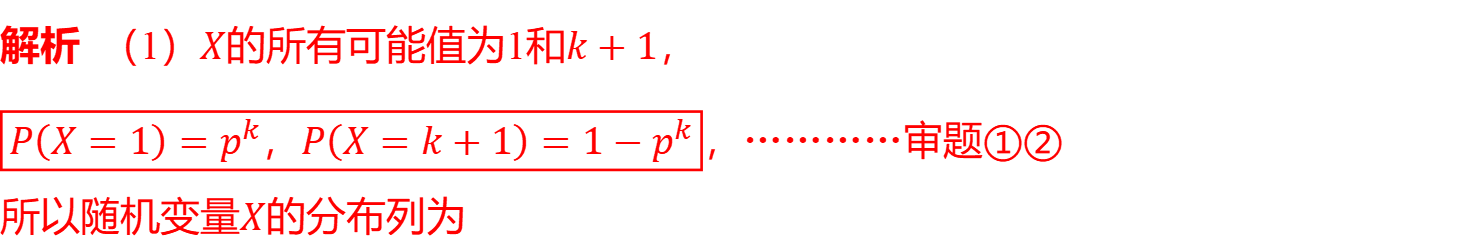 解析 （1）X的所有可能值为1和k + 1，
P(X = 1) = p^k，P(X = k + 1) = 1 − p^k，…………审题①②
所以随机变量X的分布列为